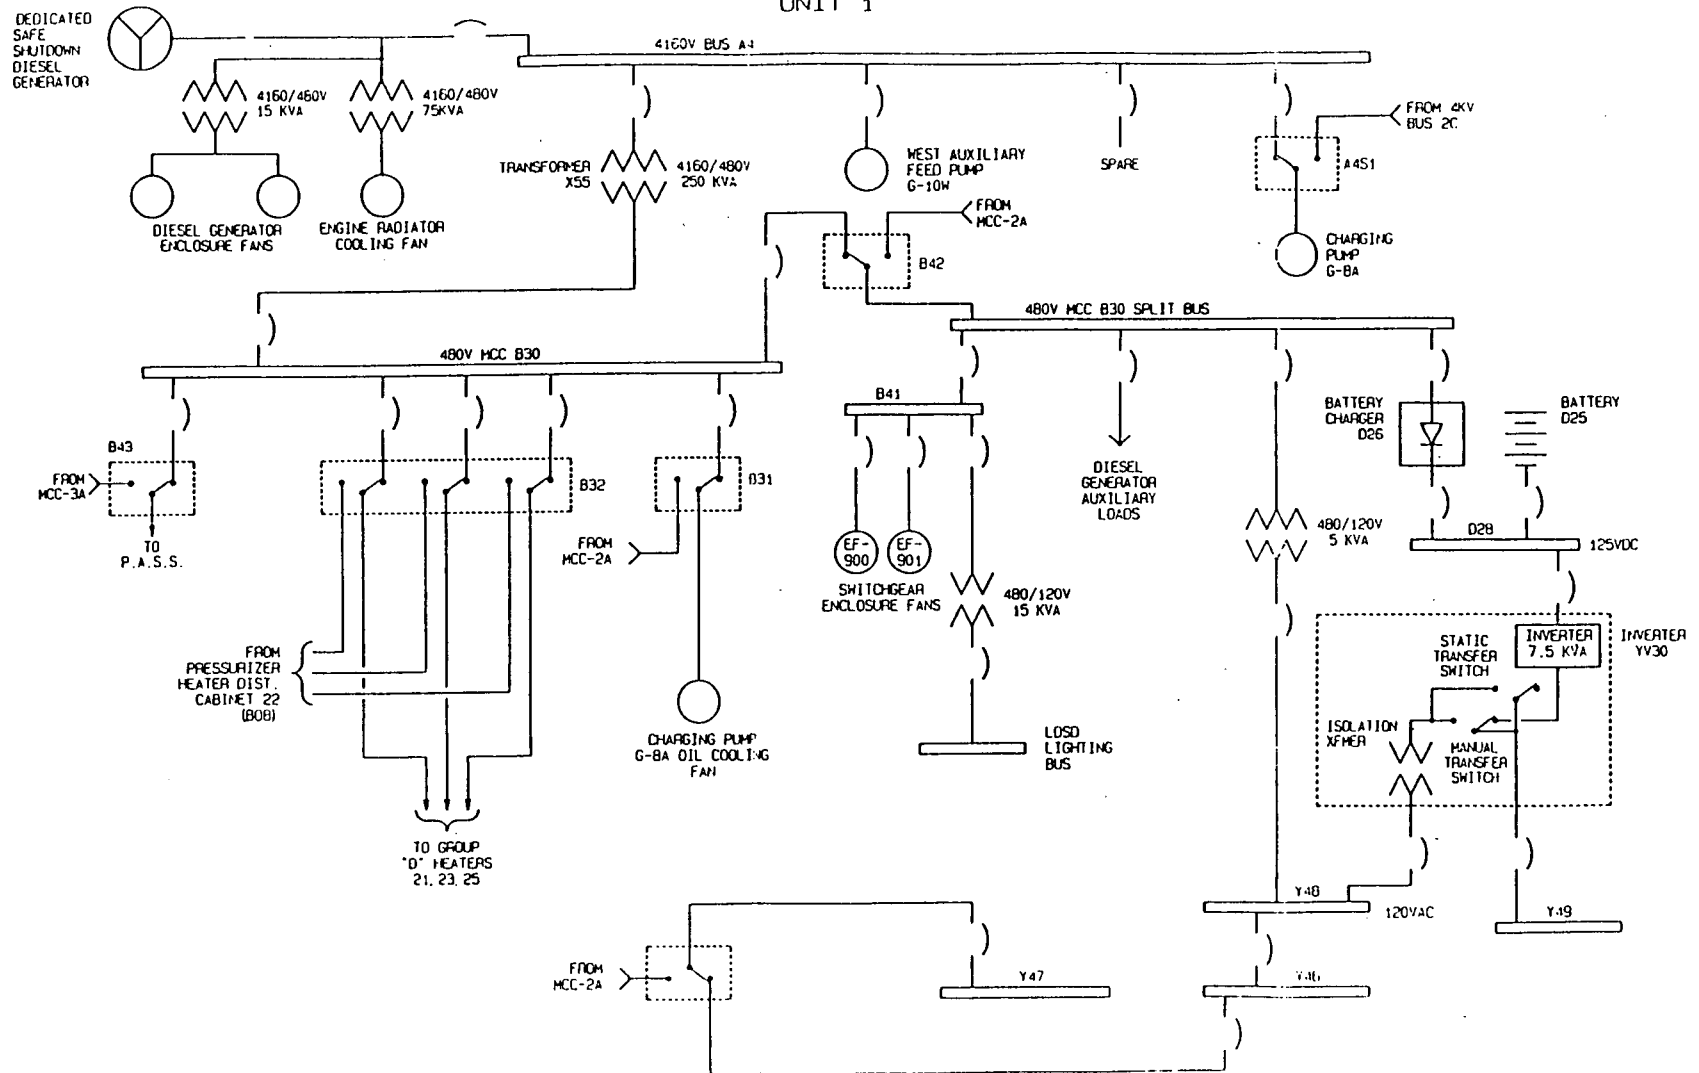 UNIT 1
DEDICATED
SAFE
SHUTDOWN
DIESEL
GENERATOR
4160V BUS A4
4160/480V
15 KVA
4160/480V
75KVA
TRANSFORMER
X55
4160/480V
250 KVA
WEST AUXILIARY
FEED PUMP
G-10W
SPARE
FROM 4KV
BUS 2C
A4S1
DIESEL GENERATOR
ENCLOSURE FANS
ENGINE RADIATOR
COOLING FAN
FROM
MCC-2A
B42
CHARGING
PUMP
G-8A
480V MCC B30 SPLIT BUS
480V MCC B30
B41
BATTERY
CHARGER
D26
BATTERY
D25
B43
FROM
MCC-3A
TO
P.A.S.S.
B32
B31
FROM
MCC-2A
DIESEL
GENERATOR
AUXILIARY
LOADS
EF-
900
EF-
901
SWITCHGEAR
ENCLOSURE FANS
480/120V
15 KVA
480/120V
5 KVA
D28
125VDC
FROM
PRESSURIZER
HEATER DIST.
CABINET 22
(B08)
CHARGING PUMP
G-8A OIL COOLING
FAN
LOSD
LIGHTING
BUS
STATIC
TRANSFER
SWITCH
INVERTER
7.5 KVA
INVERTER
YV30
ISOLATION
XFMER
MANUAL
TRANSFER
SWITCH
TO GROUP
"D" HEATERS
21, 23, 25
Y48
120VAC
Y49
FROM
MCC-2A
Y47
Y46